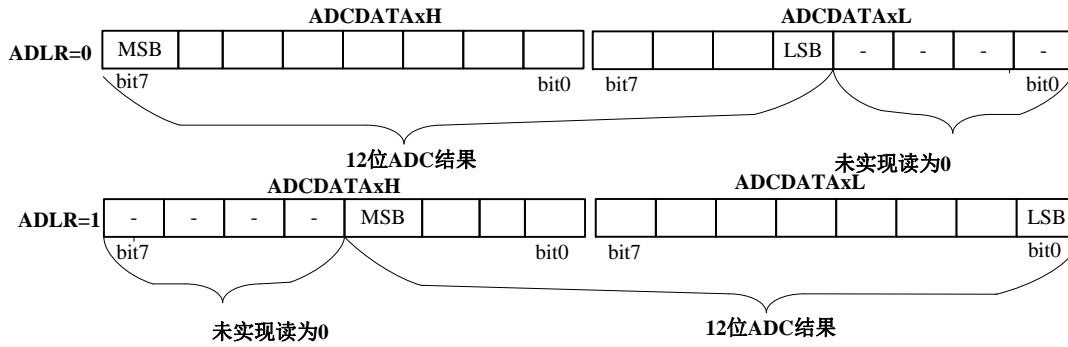 ADCDATAxH ADCDATAxL
ADLR=0 MSB LSB - - - -
bit7 bit0 bit7 bit0
12位ADC结果 未实现读为0
ADCDATAxH ADCDATAxL
ADLR=1 - - - - MSB LSB
bit7 bit0 bit7 bit0
未实现读为0 12位ADC结果